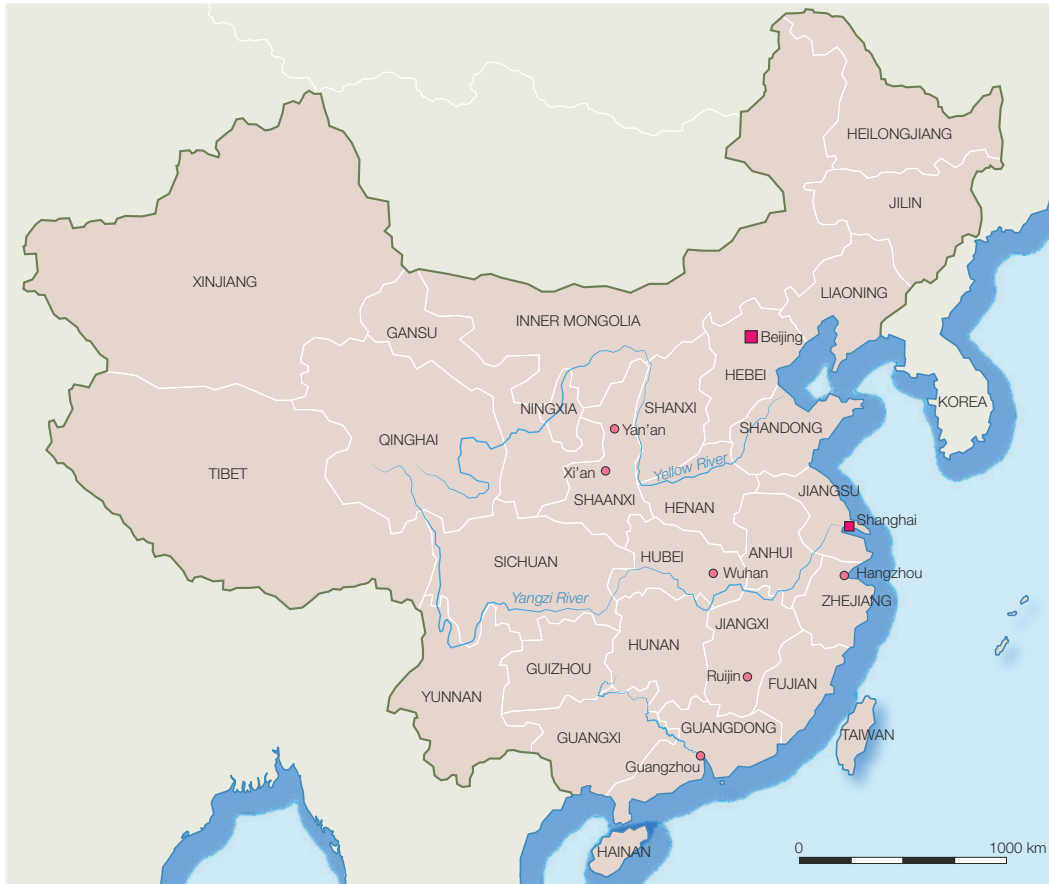 HEILONGJIANG
JILIN
XINJIANG
LIAONING
INNER MONGOLIA
GANSU
Beijing
HEBEI
KOREA
NINGXIA
SHANXI
Yan’an
SHANDONG
QINGHAI
TIBET
Xi’an
Yellow River
SHAANXI
JIANGSU
HENAN
Shanghai
HUBEI
ANHUI
SICHUAN
Wuhan
Hangzhou
Yangzi River
ZHEJIANG
JIANGXI
HUNAN
GUIZHOU
Ruijin
FUJIAN
YUNNAN
GUANGDONG
TAIWAN
GUANGXI
Guangzhou
HAINAN
0
1000 km